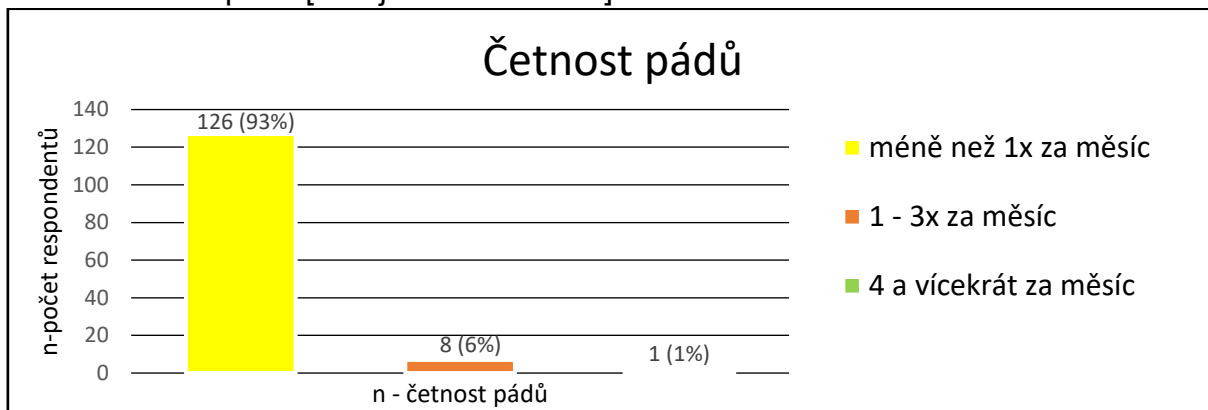 Četnost pádů
n-počet respondentů
140
120
100
80
60
40
20
0
126 (93%)
8 (6%)
1 (1%)
n - četnost pádů
méně než 1x za měsíc
1 - 3x za měsíc
4 a vícekrát za měsíc